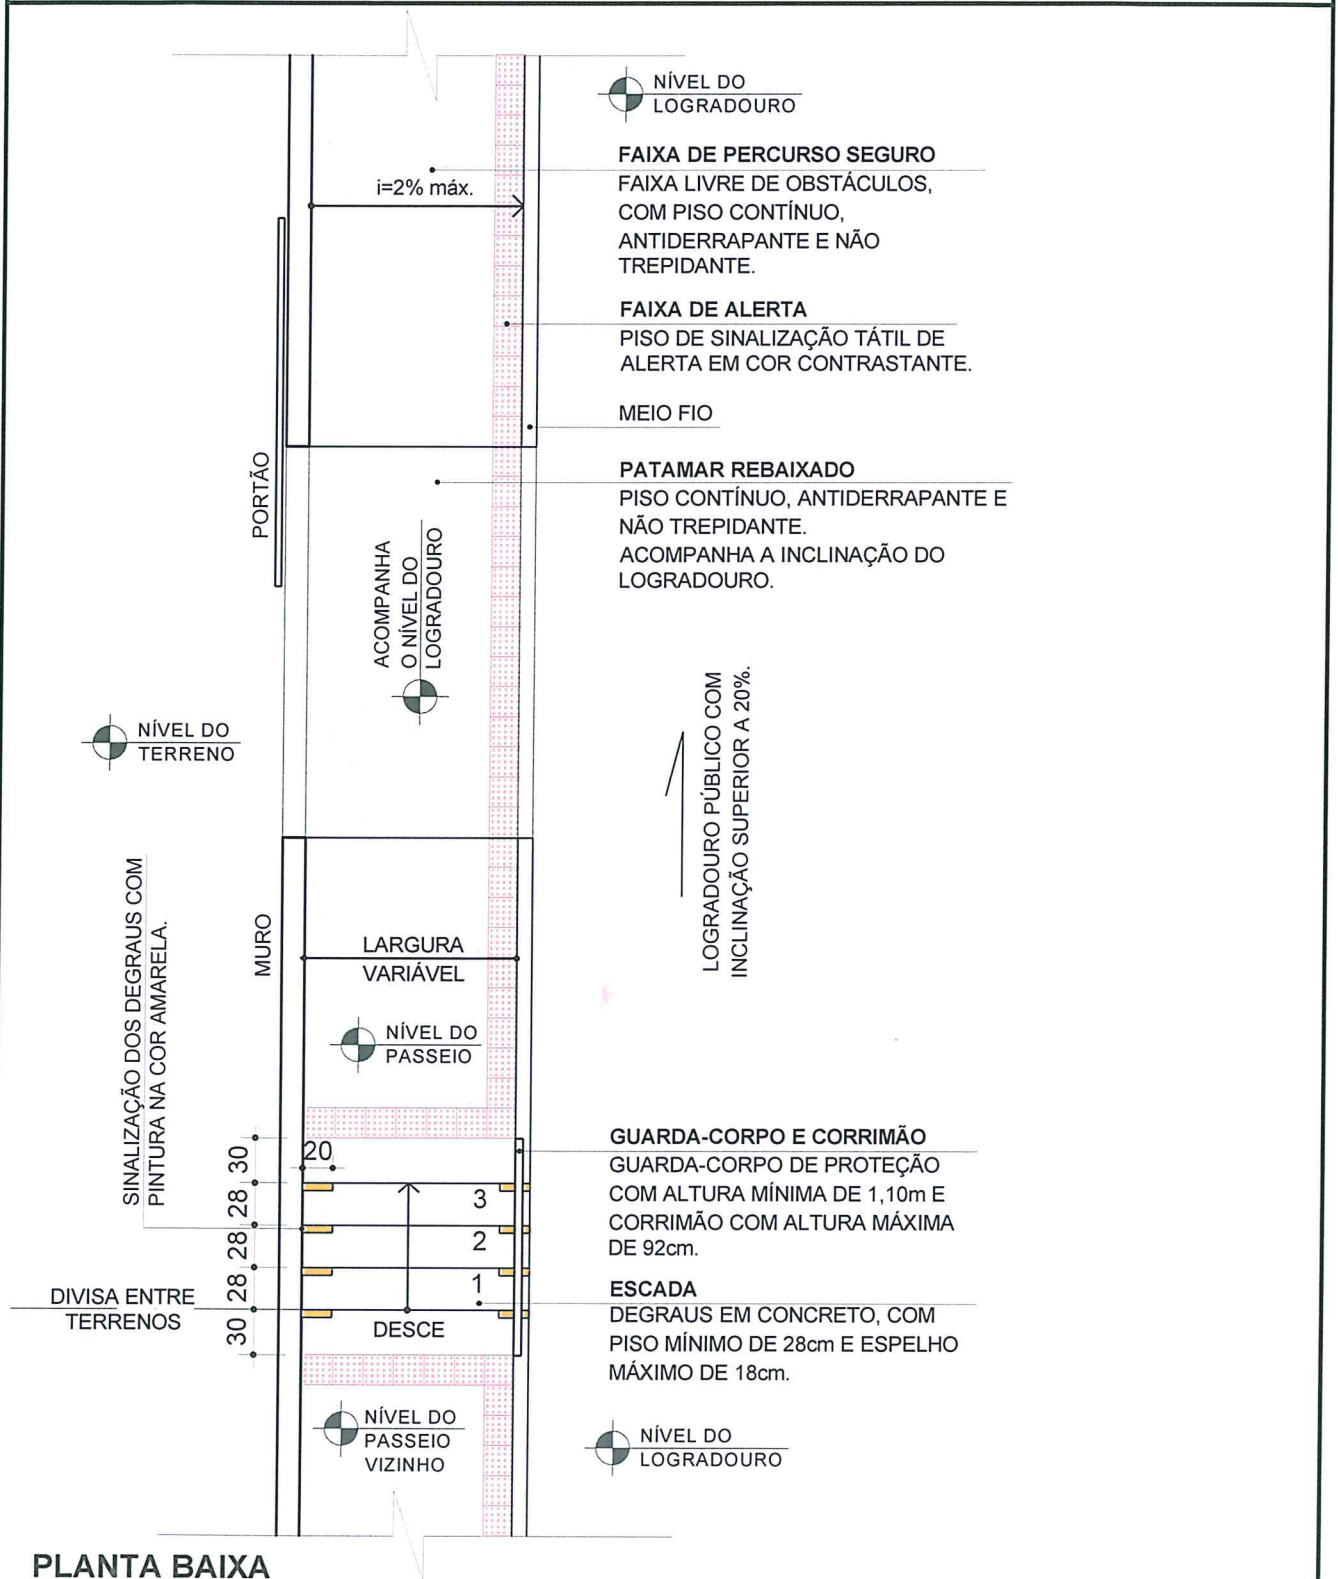 NÍVEL DO
LOGRADOURO
FAIXA DE PERCURSO SEGURO
FAIXA LIVRE DE OBSTÁCULOS,
COM PISO CONTÍNUO,
ANTIDERRAPANTE E NÃO
TREPIDANTE.
i=2% máx.
FAIXA DE ALERTA
PISO DE SINALIZAÇÃO TÁTIL DE
ALERTA EM COR CONTRASTANTE.
MEIO FIO
PORTÃO
PATAMAR REBAIXADO
PISO CONTÍNUO, ANTIDERRAPANTE E
NÃO TREPIDANTE.
ACOMPANHA A INCLINAÇÃO DO
LOGRADOURO.
ACOMPANHA
O NÍVEL DO
LOGRADOURO
NÍVEL DO
TERRENO
LOGRADOURO PÚBLICO COM
INCLINAÇÃO SUPERIOR A 20%.
SINALIZAÇÃO DOS DEGRAUS COM
PINTURA NA COR AMARELA.
MURO
LARGURA
VARIÁVEL
NÍVEL DO
PASSEIO
GUARDA-CORPO E CORRIMÃO
GUARDA-CORPO DE PROTEÇÃO
COM ALTURA MÍNIMA DE 1,10m E
CORRIMÃO COM ALTURA MÁXIMA
DE 92cm.
30
20
28
3
28
2
28
1
30
DESCE
DIVISA ENTRE
TERRENOS
ESCADA
DEGRAUS EM CONCRETO, COM
PISO MÍNIMO DE 28cm E ESPELHO
MÁXIMO DE 18cm.
NÍVEL DO
PASSEIO
VIZINHO
NÍVEL DO
LOGRADOURO
PLANTA BAIXA